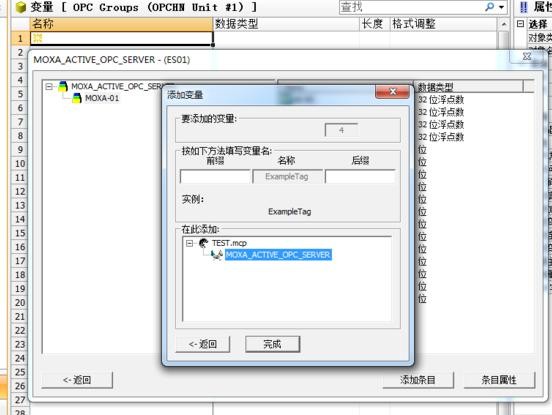 变量 [ OPC Groups (OPCHN Unit #1) ]
查找
属
名称 数据类型 长度 格式调整
选择
对象类
对象
MOXA_ACTIVE_OPC_SERVER - (ES01)
MOXA_ACTIVE_OPC_SER
MOXA-01
数据类型
32 位浮点数
32 位浮点数
32 位浮点数
32 位浮点数
位
位
位
位
位
位
位
位
位
位
位
位
添加变量
要添加的变量:
4
按如下方法填写变量名:
前缀 名称 后缀
ExampleTag
实例:
ExampleTag
在此添加:
TEST.mcp
MOXA_ACTIVE_OPC_SERVER
<- 返回
完成
<- 返回
添加条目
条目属性
1
2
3
4
5
6
7
8
9
10
11
12
13
14
15
16
17
18
19
20
21
22
23
24
25
26
27
28